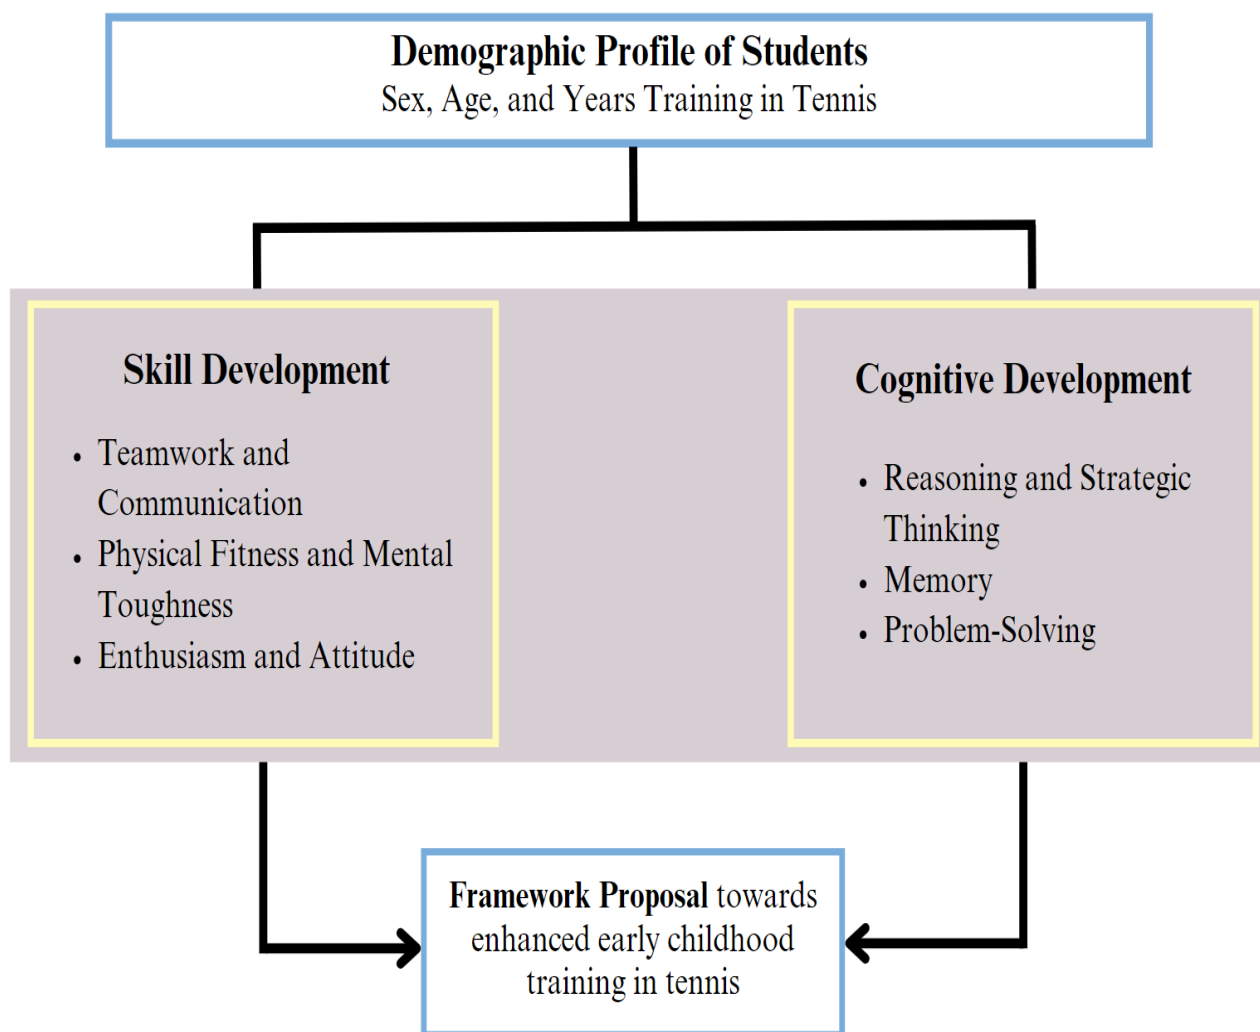 Demographic Profile of Students
Sex, Age, and Years Training in Tennis
Skill Development
• Teamwork and
Communication
• Physical Fitness and Mental
Toughness
• Enthusiasm and Attitude
Cognitive Development
• Reasoning and Strategic
Thinking
• Memory
• Problem-Solving
Framework Proposal towards
enhanced early childhood
training in tennis